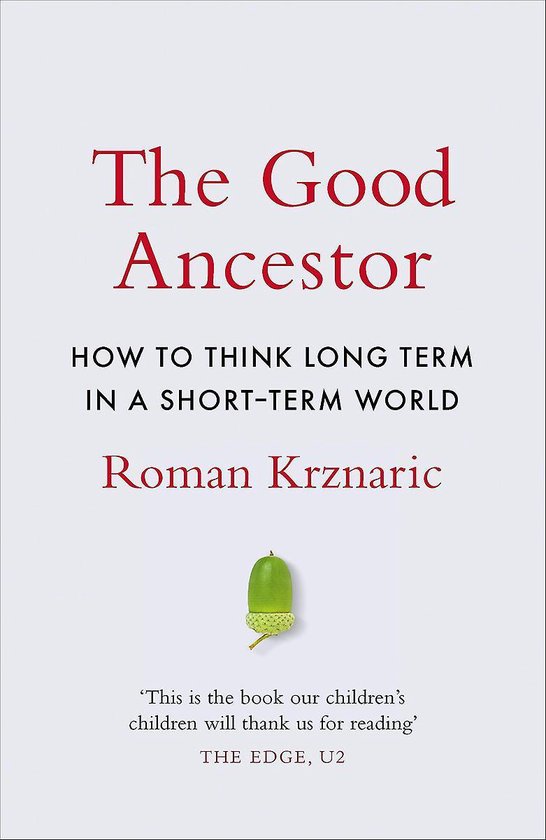 The Good
Ancestor
HOW TO THINK LONG TERM
IN A SHORT–TERM WORLD
Roman Krznaric
‘This is the book our children’s
children will thank us for reading’
THE EDGE, U2